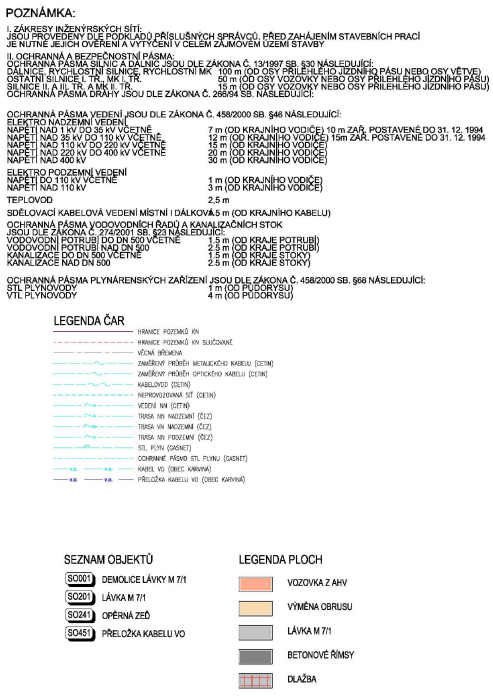 POZNÁMKA:
I. ZÁKRESY INŽENÝRSKÝCH SÍTÍ:
JSOU PROVEDENY DLE PODKLADŮ PŘÍSLUŠNÝCH SPRÁVCŮ. PŘED ZAHÁJENÍM STAVEBNÍCH PRACÍ
JE NUTNÉ JEJICH OVĚŘENÍ A VYTÝČENÍ V CELÉM ZÁJMOVÉM ÚZEMÍ STAVBY
II. OCHRANNÁ A BEZPEČNOSTNÍ PÁSMA:
OCHRANNÁ PÁSMA SILNIC A DÁLNIC JSOU DLE ZÁKONA Č. 13/1997 SB. §30 NÁSLEDUJÍCÍ:
DÁLNICE, RYCHLOSTNÍ SILNICE, RYCHLOSTNÍ MK 100 m (OD OSY PŘILEHLÉHO JÍZDNÍHO PÁSU NEBO OSY VĚTVE)
OSTATNÍ SILNICE I. TŘ., MK I. TŘ. 50 m (OD OSY VOZOVKY NEBO OSY PŘILEHLÉHO JÍZDNÍHO PÁSU)
SILNICE II. A III. TŘ. A MK II. TŘ. 15 m (OD OSY VOZOVKY NEBO OSY PŘILEHLÉHO JÍZDNÍHO PÁSU)
OCHRANNÁ PÁSMA DRÁHY JSOU DLE ZÁKONA Č. 266/94 SB. NÁSLEDUJÍCÍ:
OCHRANNÁ PÁSMA VEDENÍ JSOU DLE ZÁKONA Č. 458/2000 SB. §46 NÁSLEDUJÍCÍ:
ELEKTRO NADZEMNÍ VEDENÍ
NAPĚTÍ NAD 1 kV DO 35 kV VČETNĚ 7 m (OD KRAJNÍHO VODIČE) 10 m ZAŘ. POSTAVENÉ DO 31. 12. 1994
NAPĚTÍ NAD 35 kV DO 110 kV VČETNĚ 12 m (OD KRAJNÍHO VODIČE) 15m ZAŘ. POSTAVENÉ DO 31. 12. 1994
NAPĚTÍ NAD 110 kV DO 220 kV VČETNĚ 15 m (OD KRAJNÍHO VODIČE)
NAPĚTÍ NAD 220 kV DO 400 kV VČETNĚ 20 m (OD KRAJNÍHO VODIČE)
NAPĚTÍ NAD 400 kV 30 m (OD KRAJNÍHO VODIČE)
ELEKTRO PODZEMNÍ VEDENÍ
NAPĚTÍ DO 110 kV VČETNĚ 1 m (OD KRAJNÍHO VODIČE)
NAPĚTÍ NAD 110 kV 3 m (OD KRAJNÍHO VODIČE)
TEPLOVOD 2,5 m
SDĚLOVACÍ KABELOVÁ VEDENÍ MÍSTNÍ I DÁLKOVÁ 1.5 m (OD KRAJNÍHO KABELU)
OCHRANNÁ PÁSMA VODOVODNÍCH ŘADŮ A KANALIZAČNÍCH STOK
JSOU DLE ZÁKONA Č. 274/2001 SB. §23 NÁSLEDUJÍCÍ:
VODOVODNÍ POTRUBÍ DO DN 500 VČETNĚ 1.5 m (OD KRAJE POTRUBÍ)
VODOVODNÍ POTRUBÍ NAD DN 500 2.5 m (OD KRAJE POTRUBÍ)
KANALIZACE DO DN 500 VČETNĚ 1.5 m (OD KRAJE STOKY)
KANALIZACE NAD DN 500 2.5 m (OD KRAJE STOKY)
OCHRANNÁ PÁSMA PLYNÁRENSKÝCH ZAŘÍZENÍ JSOU DLE ZÁKONA Č. 458/2000 SB. §68 NÁSLEDUJÍCÍ:
STL PLYNOVODY 1 m (OD PŮDORYSU)
VTL PLYNOVODY 4 m (OD PŮDORYSU)
LEGENDA ČAR
HRANICE POZEMKŮ KN
HRANICE POZEMKŮ KN SLUČOVANÉ
VĚCNÁ BŘEMENA
ZAMĚŘENÝ PRŮBĚH METALICKÉHO KABELU (CETIN)
ZAMĚŘENÝ PRŮBĚH OPTICKÉHO KABELU (CETIN)
KABELOVOD (CETIN)
NEPROVOZOVANÁ SÍŤ (CETIN)
VEDENÍ NN (CETIN)
TRASA NN NADZEMNÍ (ČEZ)
TRASA VN NADZEMNÍ (ČEZ)
TRASA NN PODZEMNÍ (ČEZ)
STL PLYN (GASNET)
OCHRANNÉ PÁSMO STL PLYNU (GASNET)
V.O. V.O. KABEL VO (OBEC KARVINÁ)
V.O. V.O. PŘELOŽKA KABELU VO (OBEC KARVINÁ)
SEZNAM OBJEKTŮ
SO001 DEMOLICE LÁVKY M 7/1
SO201 LÁVKA M 7/1
SO241 OPĚRNÁ ZEĎ
SO451 PŘELOŽKA KABELU VO
LEGENDA PLOCH
VOZOVKA Z AHV
VÝMĚNA OBRUSU
LÁVKA M 7/1
BETONOVÉ ŘÍMSY
DLAŽBA